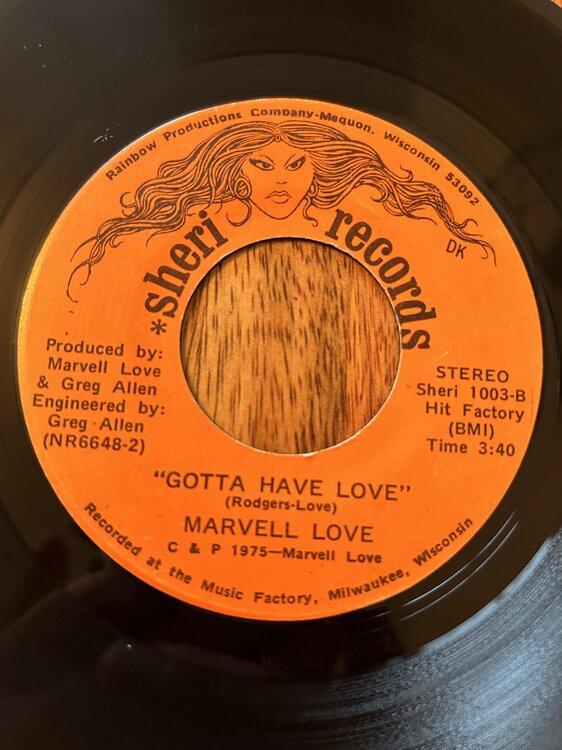 Rainbow Productions Company-Mequon, Wisconsin 53092
DK
*sheri records
Produced by:
Marvell Love
& Greg Allen
Engineered by:
Greg Allen
(NR6648-2)
STEREO
Sheri 1003-B
Hit Factory
(BMI)
Time 3:40
"GOTTA HAVE LOVE"
(Rodgers-Love)
MARVELL LOVE
C & P 1975—Marvell Love
Recorded at the Music Factory, Milwaukee, Wisconsin